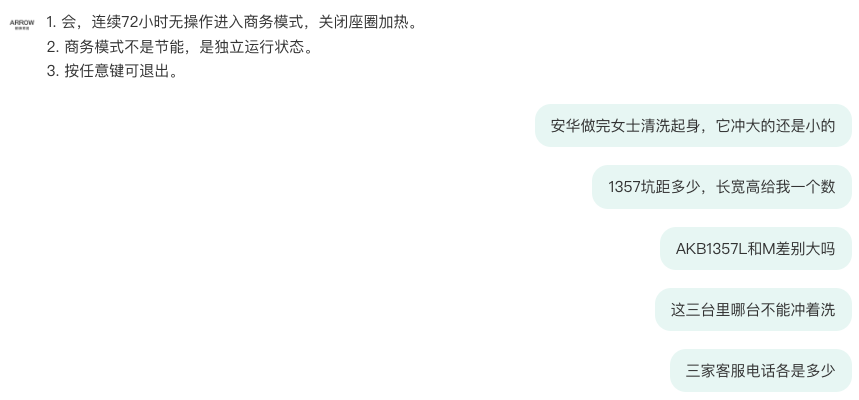 ARROW
1. 会，连续72小时无操作进入商务模式，关闭座圈加热。
2. 商务模式不是节能，是独立运行状态。
3. 按任意键可退出。
安华做完女士清洗起身，它冲大的还是小的
1357坑距多少，长宽高给我一个数
AKB1357L和M差别大吗
这三台里哪台不能冲着洗
三家客服电话各是多少